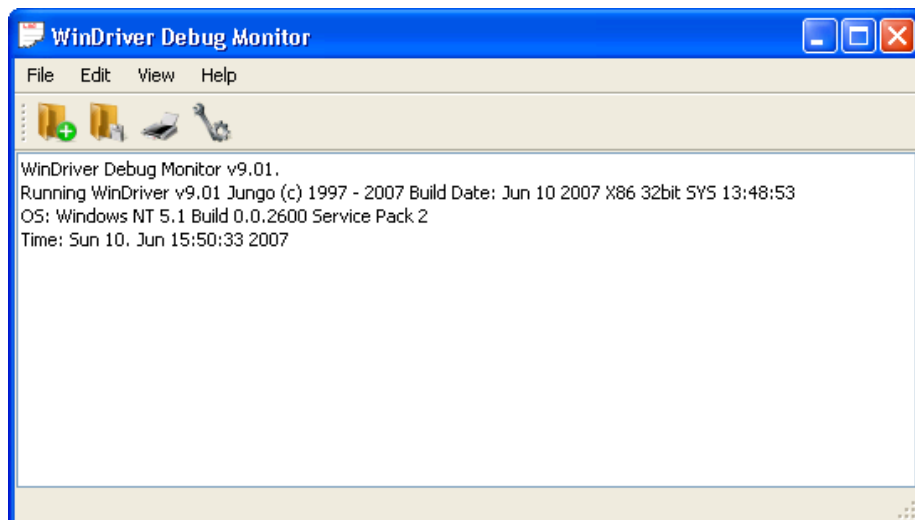 WinDriver Debug Monitor
File Edit View Help
WinDriver Debug Monitor v9.01.
Running WinDriver v9.01 Jungo (c) 1997 - 2007 Build Date: Jun 10 2007 X86 32bit SYS 13:48:53
OS: Windows NT 5.1 Build 0.0.2600 Service Pack 2
Time: Sun 10. Jun 15:50:33 2007